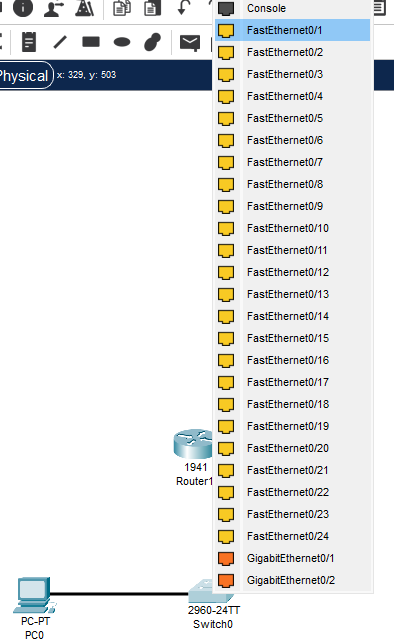 Console
FastEthernet0/1
FastEthernet0/2
Physical x: 329, y: 503
FastEthernet0/3
FastEthernet0/4
FastEthernet0/5
FastEthernet0/6
FastEthernet0/7
FastEthernet0/8
FastEthernet0/9
FastEthernet0/10
FastEthernet0/11
FastEthernet0/12
FastEthernet0/13
FastEthernet0/14
FastEthernet0/15
FastEthernet0/16
FastEthernet0/17
FastEthernet0/18
FastEthernet0/19
FastEthernet0/20
FastEthernet0/21
FastEthernet0/22
FastEthernet0/23
FastEthernet0/24
GigabitEthernet0/1
GigabitEthernet0/2
1941
Router1
PC-PT
PC0
2960-24TT
Switch0